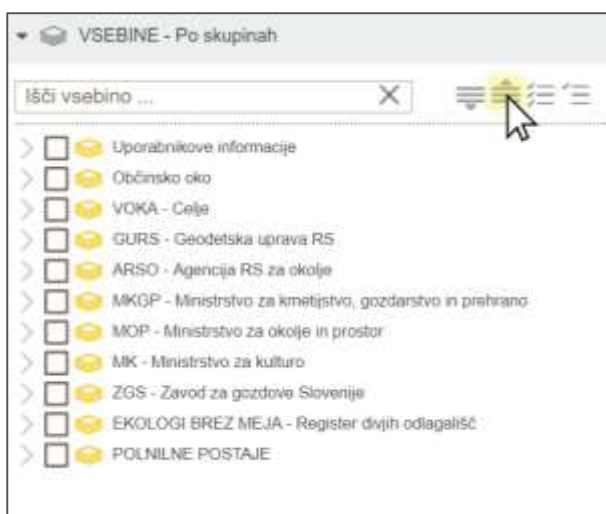 VSEBINE - Po skupinah
Išči vsebino ...
Uporabnikove informacije
Občinsko oko
VOKA - Celje
GURS - Geodetska uprava RS
ARSO - Agencija RS za okolje
MKGP - Ministrstvo za kmetijstvo, gozdarstvo in prehrano
MOP - Ministrstvo za okolje in prostor
MK - Ministrstvo za kulturo
ZGS - Zavod za gozdove Slovenije
EKOLOGI BREZ MEJA - Register divjih odlagališč
POLNILNE POSTAJE